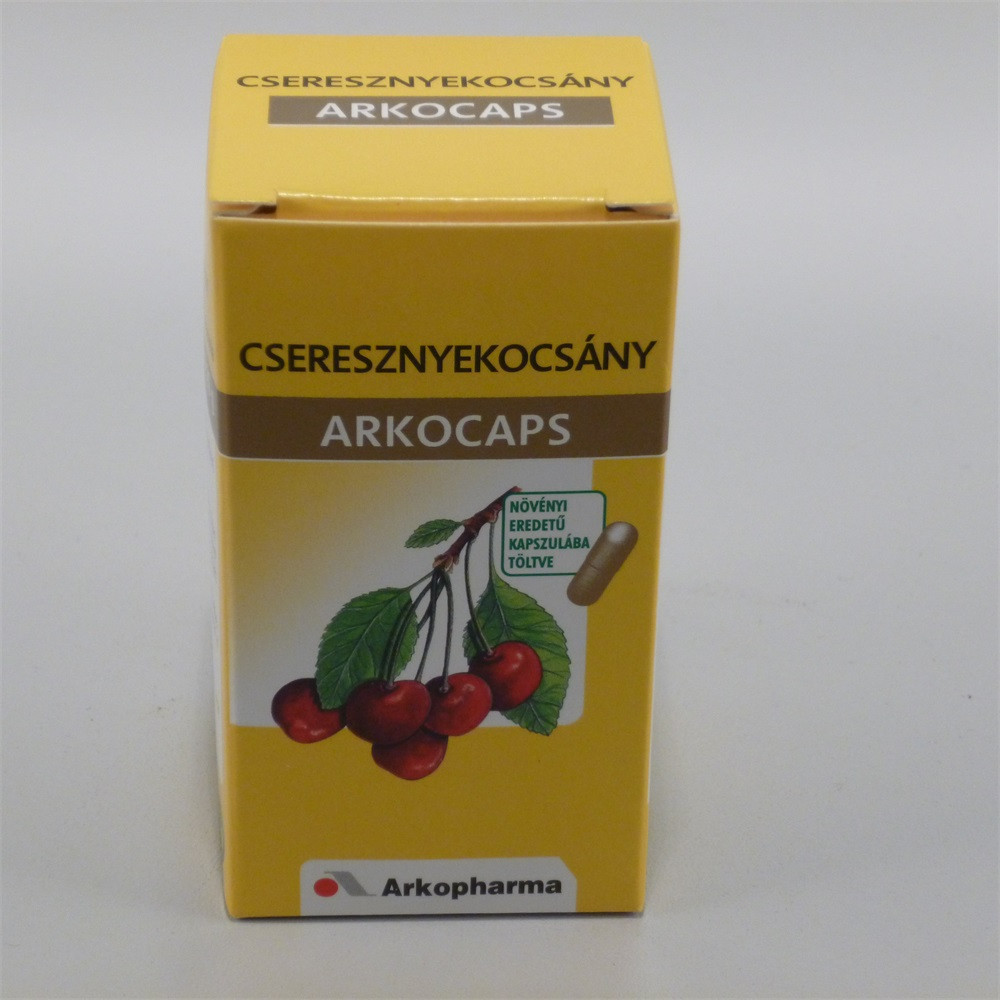 CSERESZNYEKOCSÁNY
ARKOCAPS
CSERESZNYEKOCSÁNY
ARKOCAPS
NÖVÉNYI
EREDETŰ
KAPSZULÁBA
TÖLTVE
Arkopharma